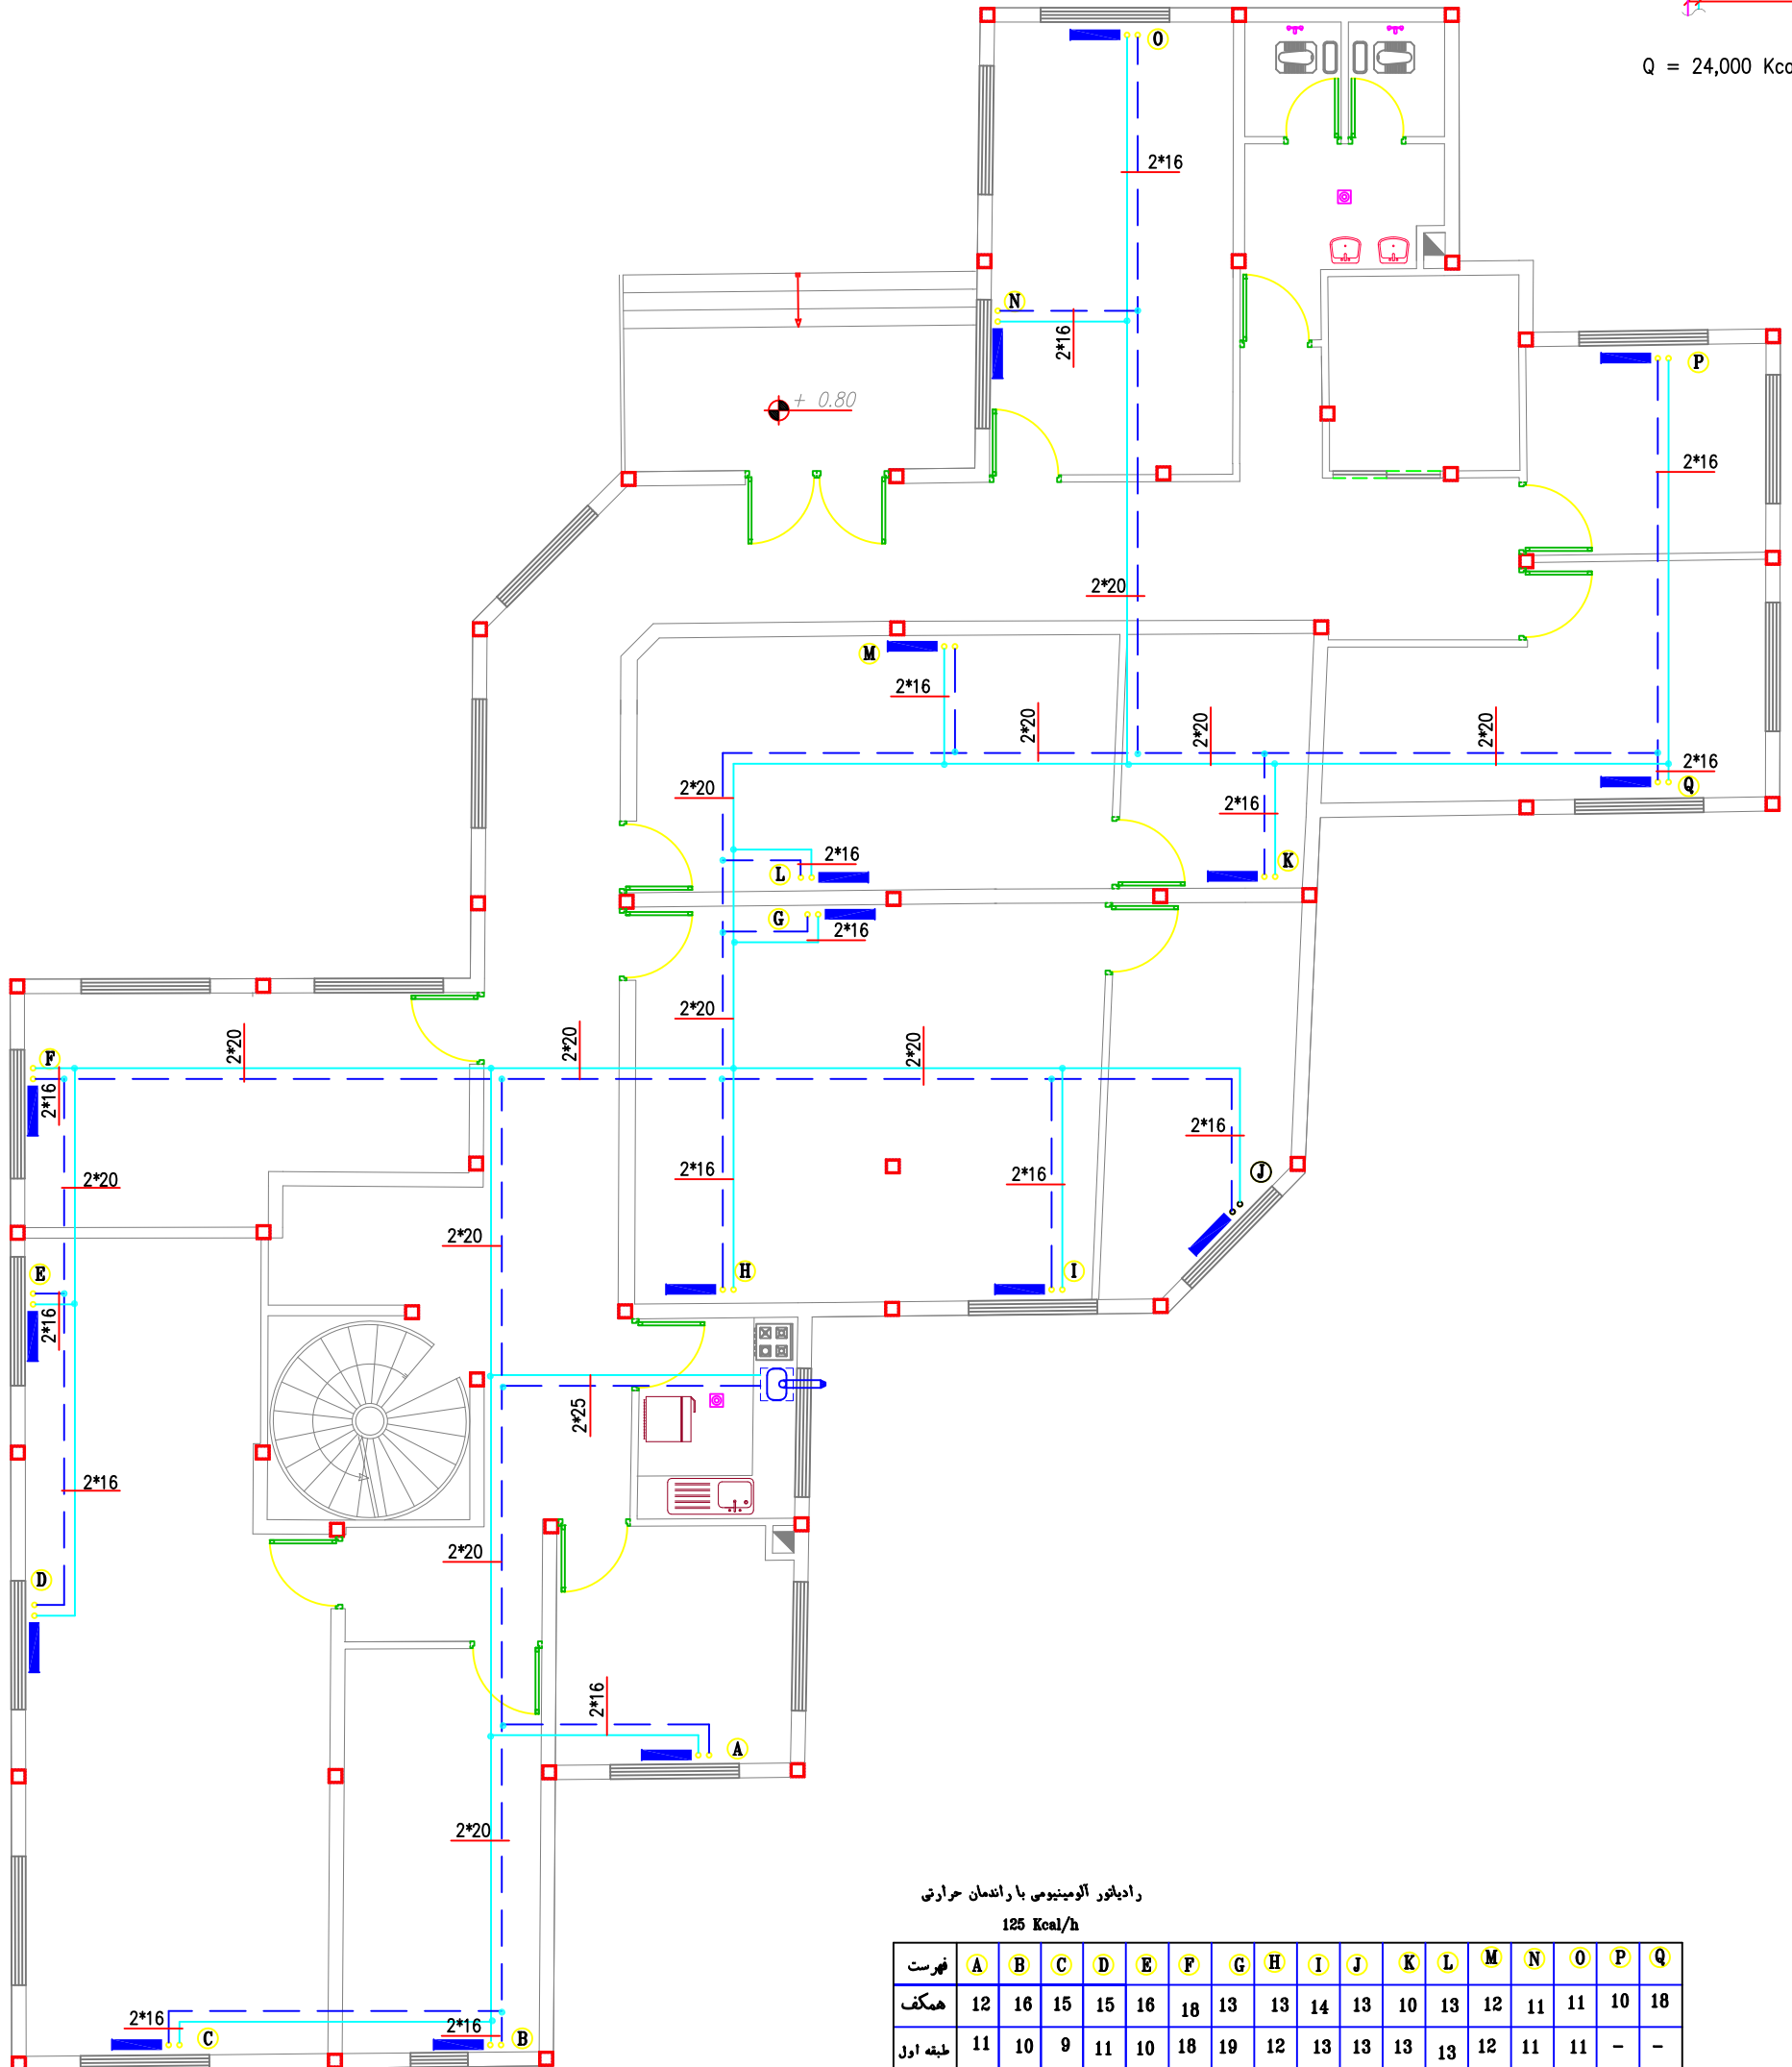 O
Q = 24,000 Kca
2*16
N
2*16
+ 0.80
P
2*16
2*20
M
2*16
2*20
2*20
2*20
2*16
Q
2*20
2*16
K
2*16
L
G
2*16
2*20
2*20
2*20
2*20
F
2*16
2*16
J
2*20
2*16
2*16
2*20
H
I
E
2*16
2*25
2*16
2*20
D
2*16
A
2*20
2*16
2*16
C
B
رادیاتور آلومینیومی با راندمان حرارتی
125 Kcal/h
فهرست A B C D E F G H I J K L M N O P Q
همکف 12 16 15 15 16 18 13 13 14 13 10 13 12 11 11 10 18
طبقه اول 11 10 9 11 10 18 19 12 13 13 13 13 12 11 11 – –